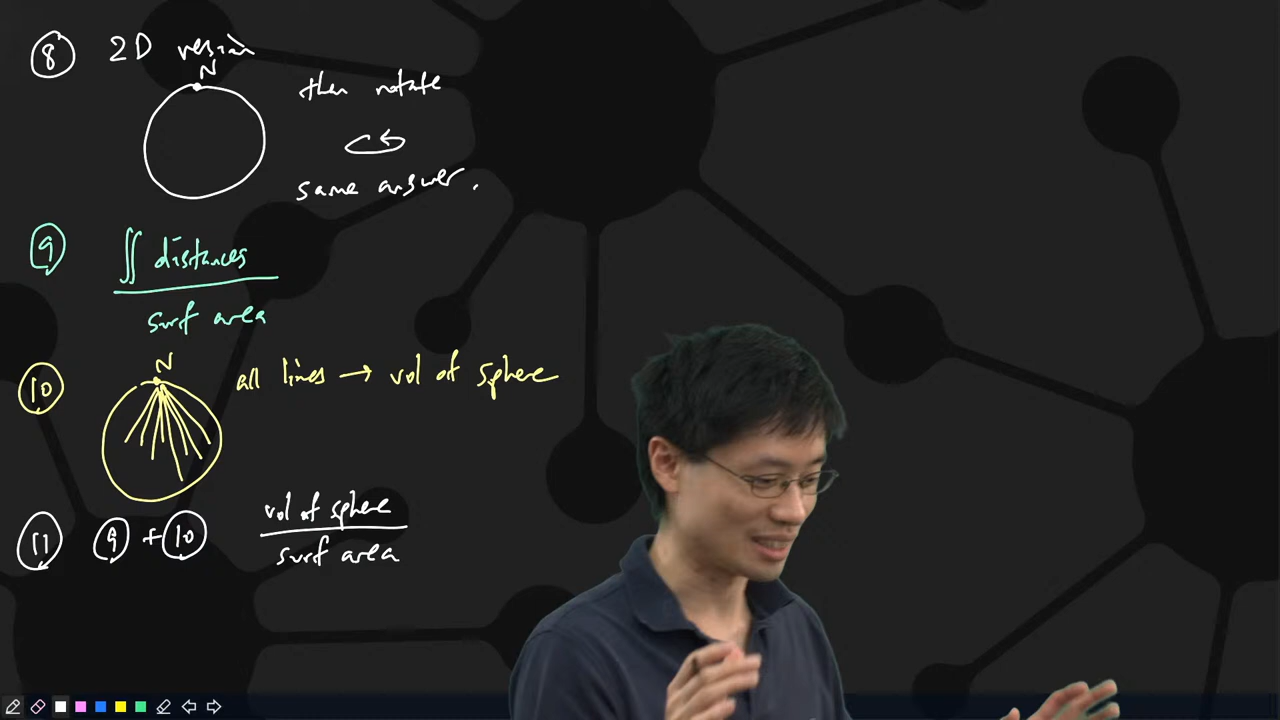 8 2D version
N
then rotate
same answer.
9 ∬ distances
surf area
N
10 all lines → vol of sphere
11 9 + 10 vol of sphere
surf area